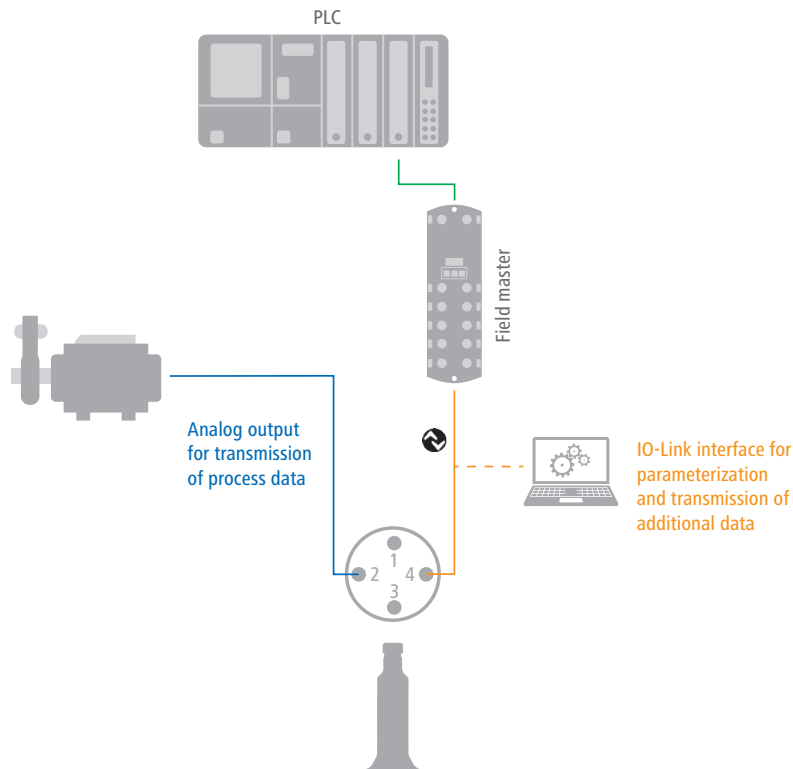 PLC
Field master
Analog output
for transmission
of process data
IO-Link interface for
parameterization
and transmission of
additional data
1
2
4
3